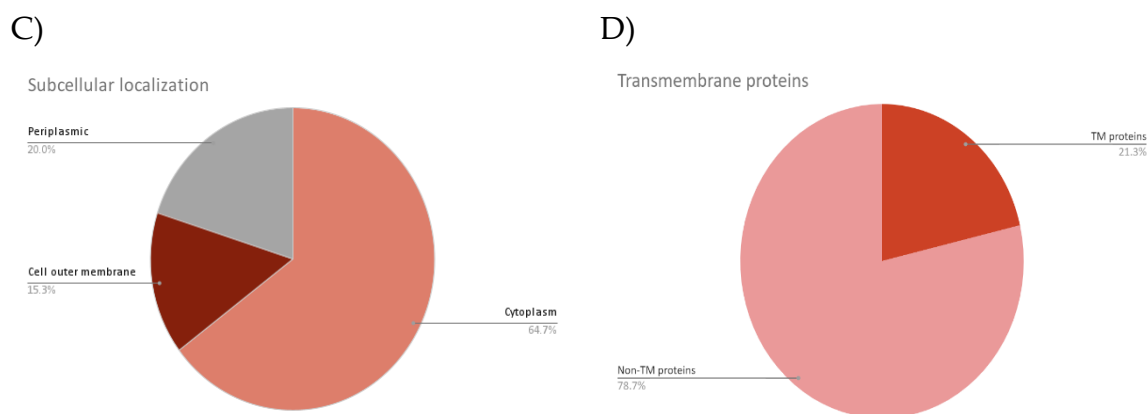 C)
Subcellular localization
Periplasmic
20.0%
Cell outer membrane
15.3%
Cytoplasm
64.7%
D)
Transmembrane proteins
TM proteins
21.3%
Non-TM proteins
78.7%